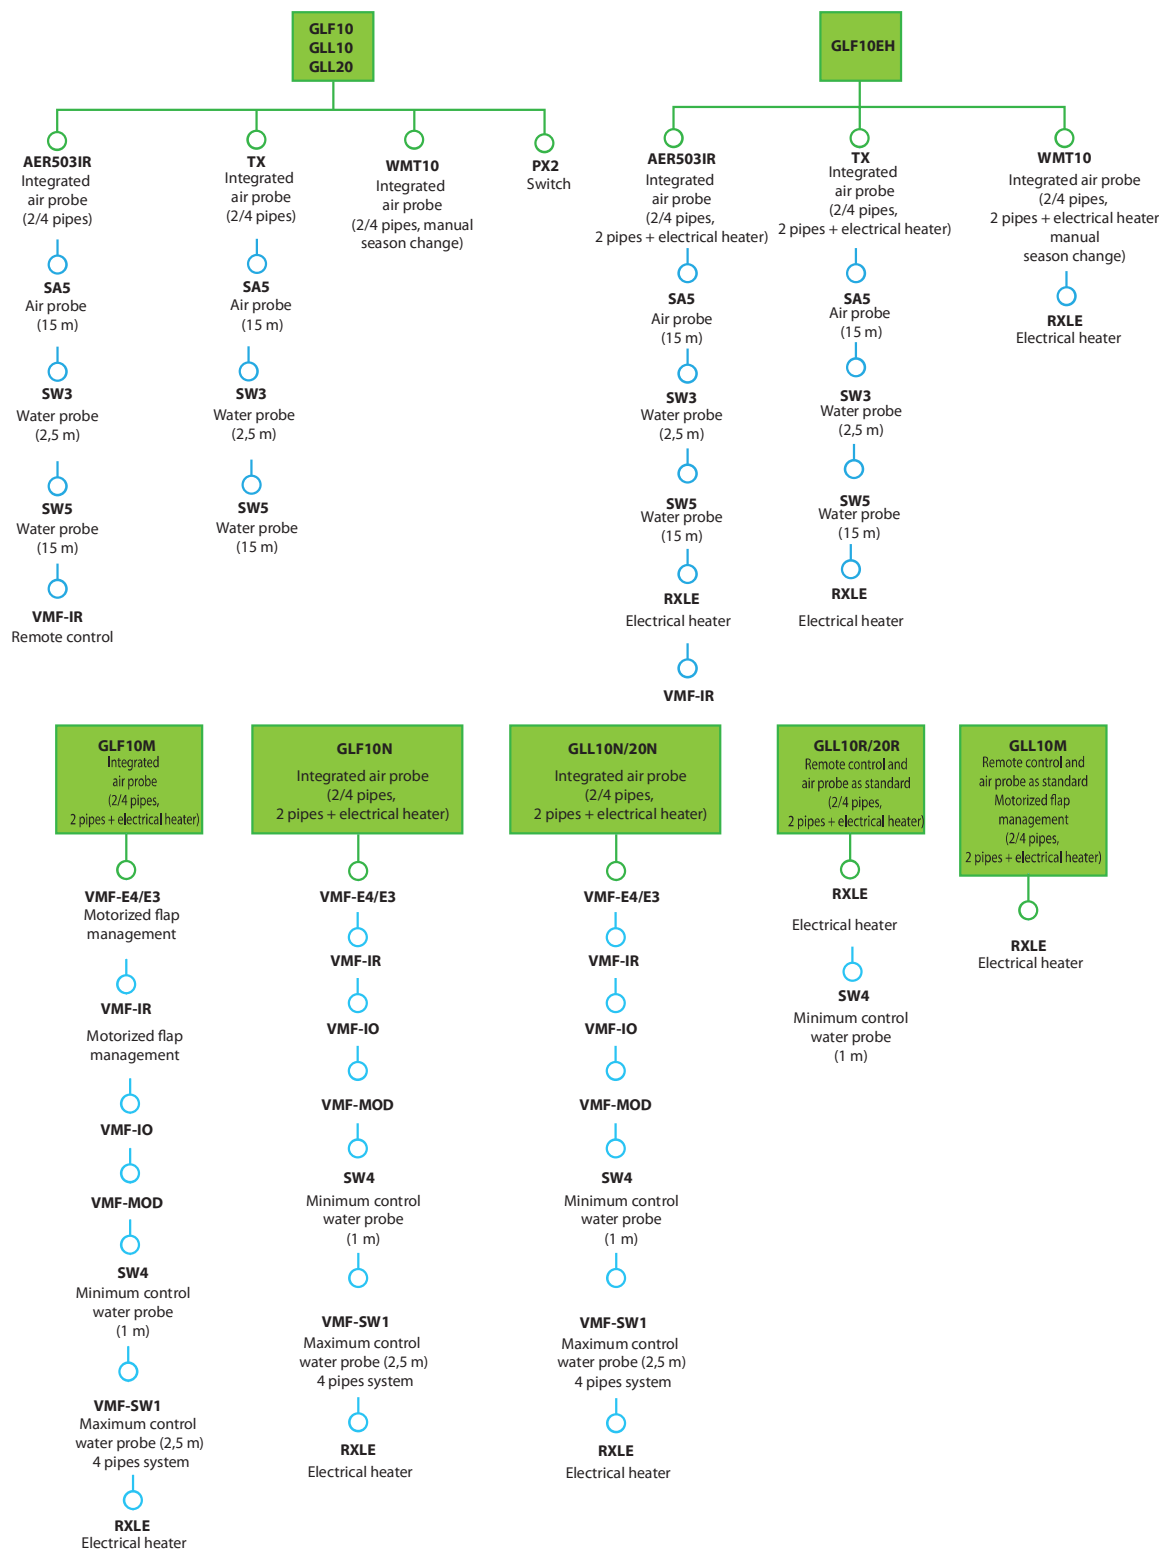 GLF10
GLL10
GLL20
AER503IR
Integrated
air probe
(2/4 pipes)
SA5
Air probe
(15 m)
SW3
Water probe
(2,5 m)
SW5
Water probe
(15 m)
VMF-IR
Remote control
TX
Integrated
air probe
(2/4 pipes)
SA5
Air probe
(15 m)
SW3
Water probe
(2,5 m)
SW5
Water probe
(15 m)
WMT10
Integrated
air probe
(2/4 pipes, manual
season change)
PX2
Switch
GLF10EH
AER503IR
Integrated
air probe
(2/4 pipes,
2 pipes + electrical heater)
SA5
Air probe
(15 m)
SW3
Water probe
(2,5 m)
SW5
Water probe
(15 m)
RXLE
Electrical heater
VMF-IR
TX
Integrated
air probe
(2/4 pipes,
2 pipes + electrical heater)
SA5
Air probe
(15 m)
SW3
Water probe
(2,5 m)
SW5
Water probe
(15 m)
RXLE
Electrical heater
WMT10
Integrated air probe
(2/4 pipes,
2 pipes + electrical heater
manual
season change)
RXLE
Electrical heater
GLF10M
Integrated
air probe
(2/4 pipes,
2 pipes + electrical heater)
VMF-E4/E3
Motorized flap
management
VMF-IR
Motorized flap
management
VMF-IO
VMF-MOD
SW4
Minimum control
water probe
(1 m)
VMF-SW1
Maximum control
water probe (2,5 m)
4 pipes system
RXLE
Electrical heater
GLF10N
Integrated air probe
(2/4 pipes,
2 pipes + electrical heater)
VMF-E4/E3
VMF-IR
VMF-IO
VMF-MOD
SW4
Minimum control
water probe
(1 m)
VMF-SW1
Maximum control
water probe (2,5 m)
4 pipes system
RXLE
Electrical heater
GLL10N/20N
Integrated air probe
(2/4 pipes,
2 pipes + electrical heater)
VMF-E4/E3
VMF-IR
VMF-IO
VMF-MOD
SW4
Minimum control
water probe
(1 m)
VMF-SW1
Maximum control
water probe (2,5 m)
4 pipes system
RXLE
Electrical heater
GLL10R/20R
Remote control and
air probe as standard
(2/4 pipes,
2 pipes + electrical heater)
RXLE
Electrical heater
SW4
Minimum control
water probe
(1 m)
GLL10M
Remote control and
air probe as standard
Motorized flap
management
(2/4 pipes,
2 pipes + electrical heater)
RXLE
Electrical heater